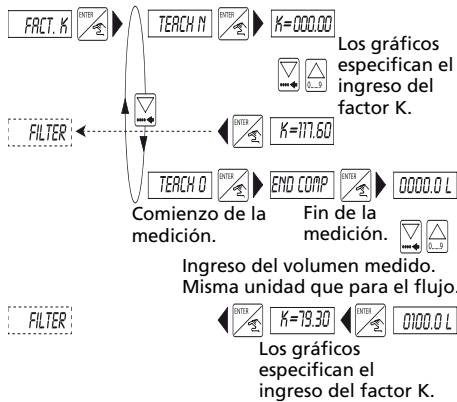 FACT. K ENTER TEACH N ENTER K=000.00
Los gráficos
especifican el
ingreso del
factor K.
0...9
FILTER ENTER K=117.60
TEACH O ENTER END COMP ENTER 0000.0 L
Comienzo de la
medición.
Fin de la
medición.
0...9
Ingreso del volumen medido.
Misma unidad que para el flujo.
FILTER ENTER K=79.30 ENTER 0100.0 L
Los gráficos
especifican el
ingreso del factor K.